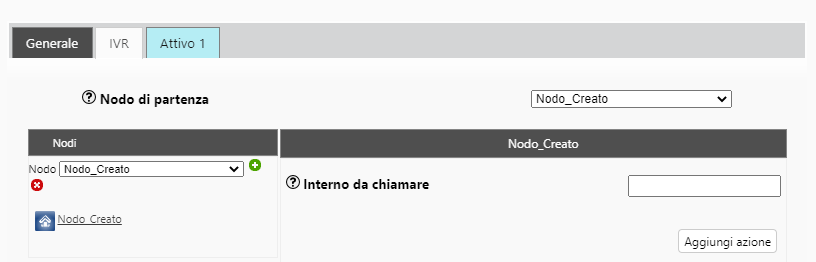 Generale IVR Attivo 1
Nodo di partenza Nodo_Creato
Nodi
Nodo_Creato
Nodo Nodo_Creato
Interno da chiamare
Nodo_Creato
Aggiungi azione